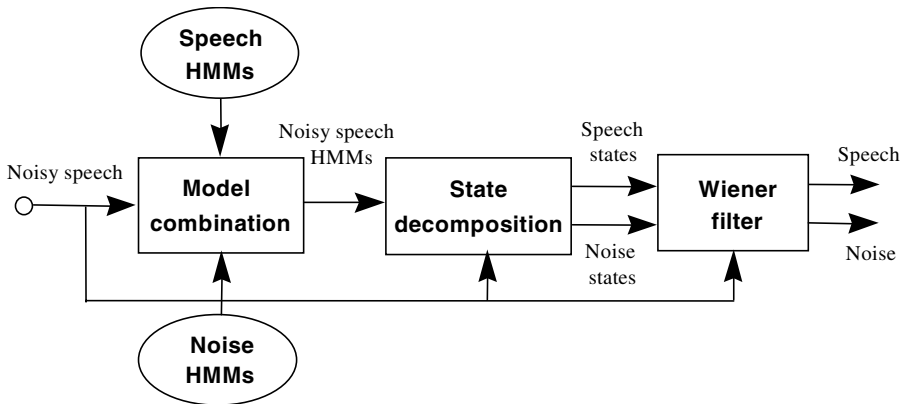 Speech
HMMs
Noisy speech
Model
combination
Noisy speech
HMMs
State
decomposition
Speech
states
Noise
states
Wiener
filter
Speech
Noise
Noise
HMMs